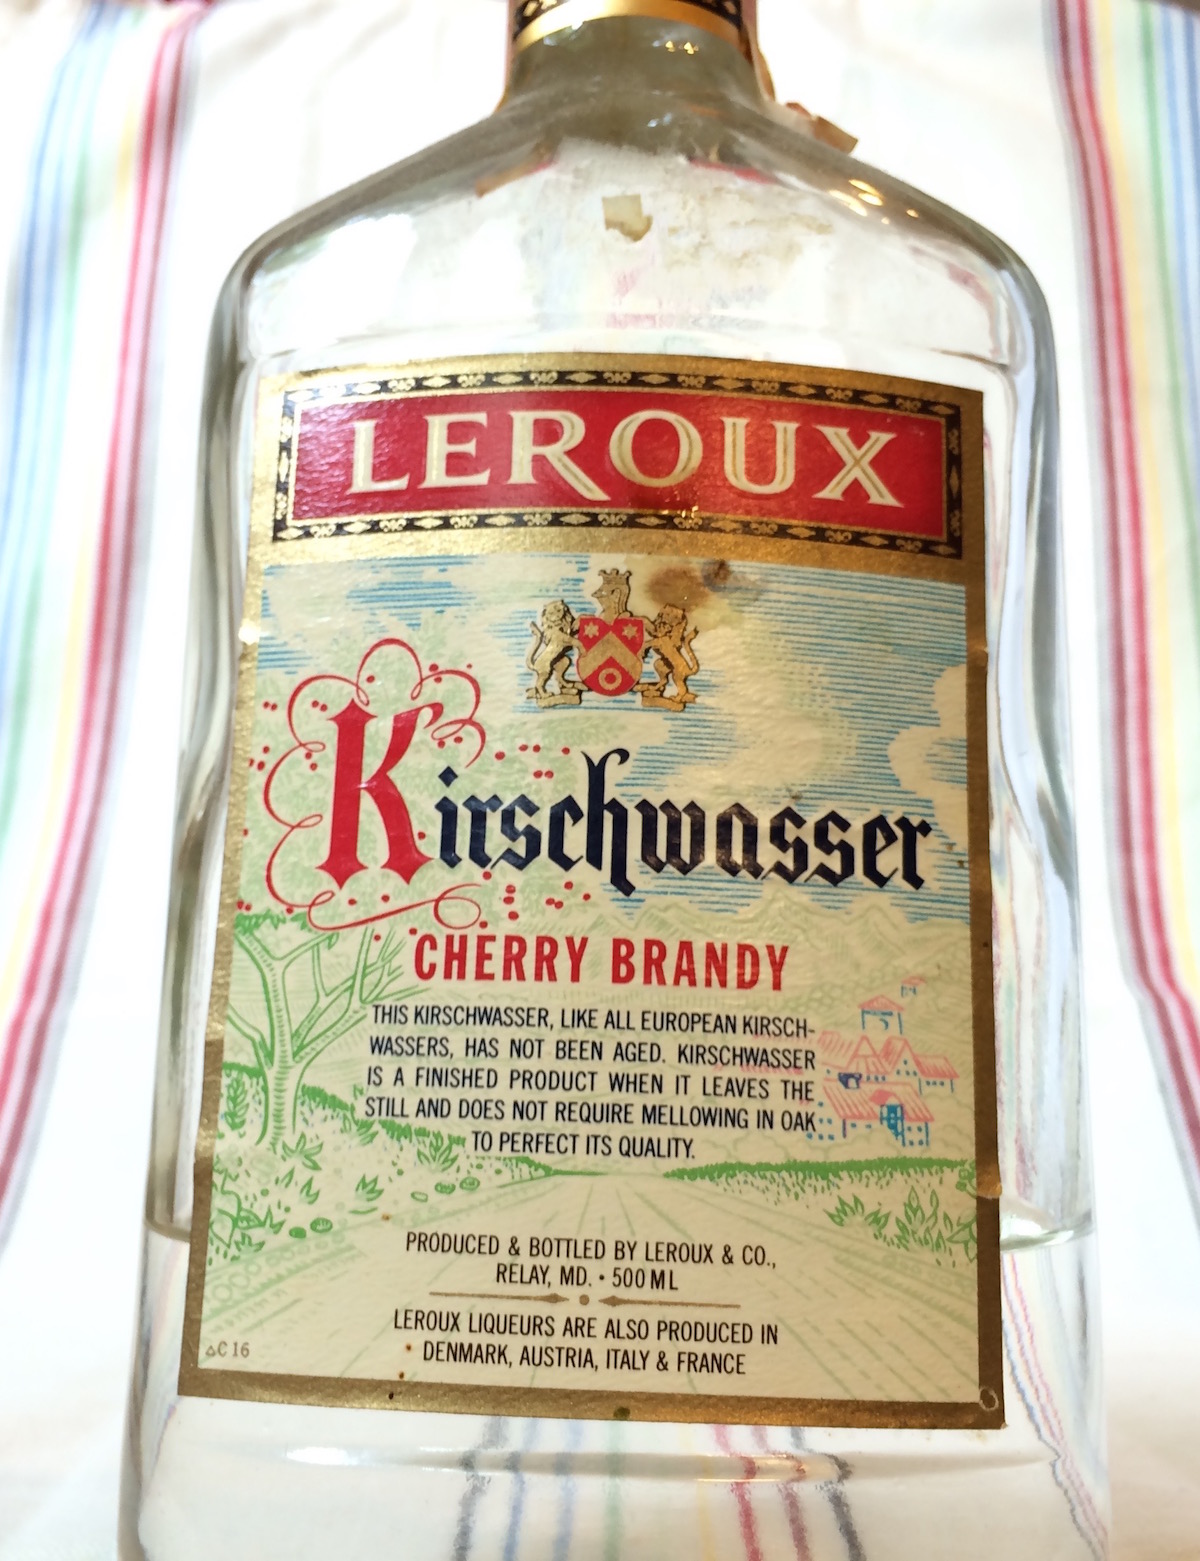 LEROUX
Kirschwasser
CHERRY BRANDY
THIS KIRSCHWASSER, LIKE ALL EUROPEAN KIRSCH-
WASSERS, HAS NOT BEEN AGED. KIRSCHWASSER
IS A FINISHED PRODUCT WHEN IT LEAVES THE
STILL AND DOES NOT REQUIRE MELLOWING IN OAK
TO PERFECT ITS QUALITY.
PRODUCED & BOTTLED BY LEROUX & CO.,
RELAY, MD. • 500 ML
LEROUX LIQUEURS ARE ALSO PRODUCED IN
DENMARK, AUSTRIA, ITALY & FRANCE
△C 16